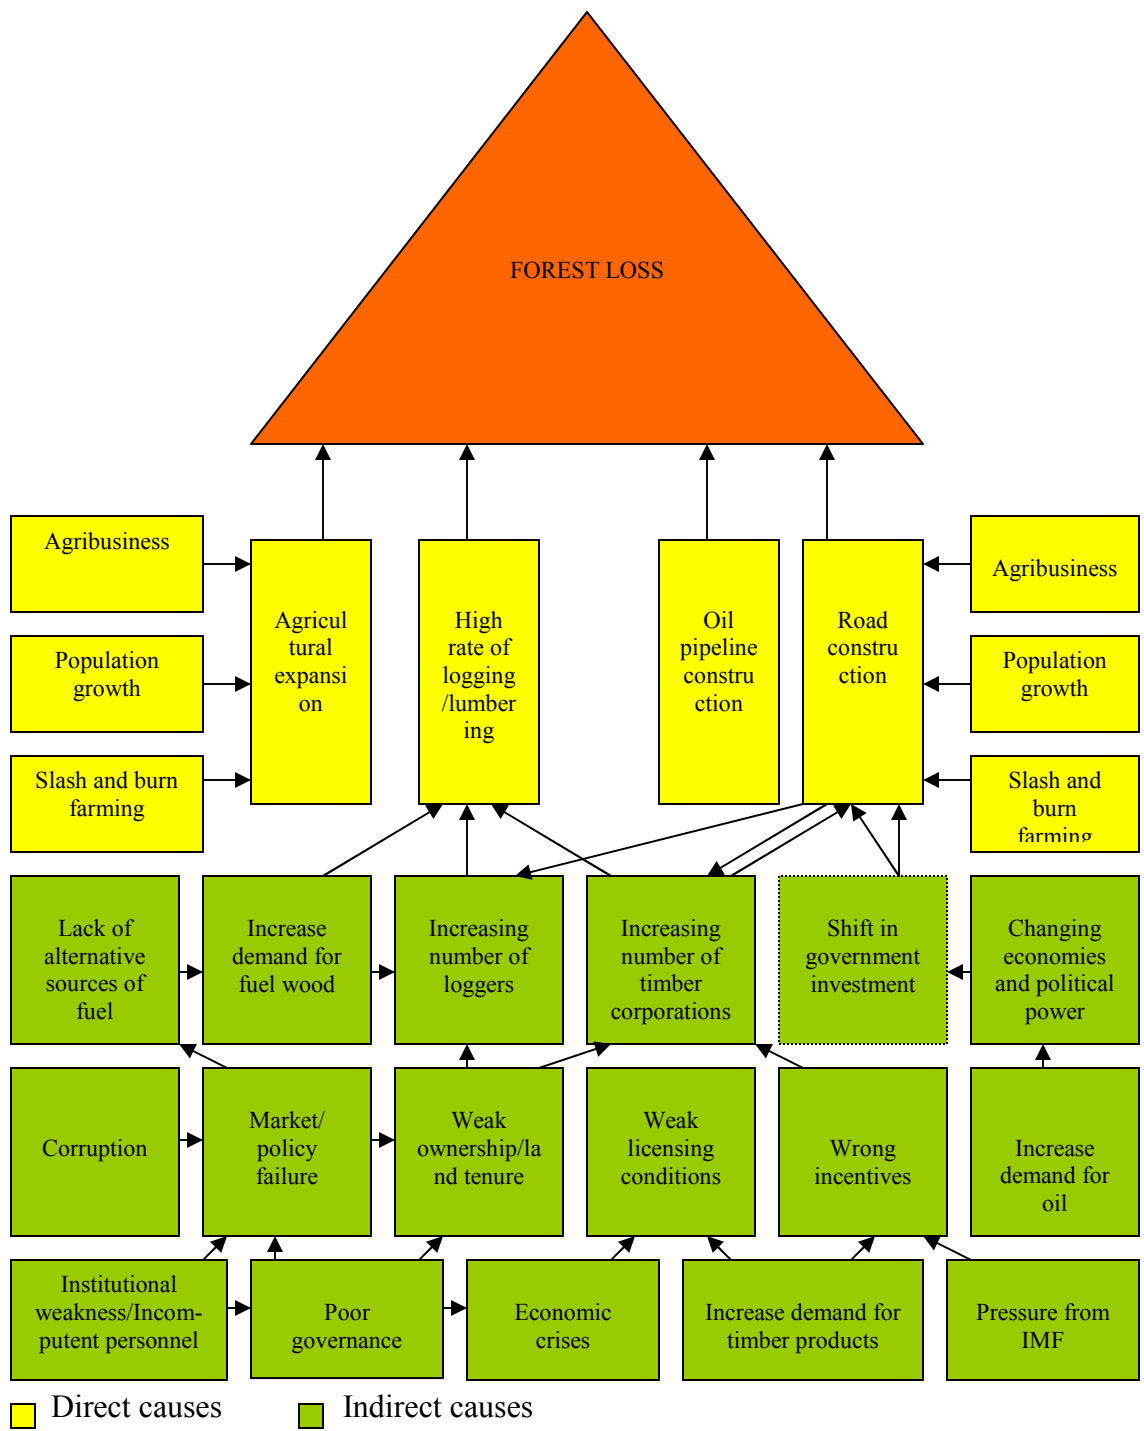 FOREST LOSS
Agribusiness
Population
growth
Slash and burn
farming
Agricul
tural
expansi
on
High
rate of
logging
/lumber
ing
Oil
pipeline
constru
ction
Road
constru
ction
Agribusiness
Population
growth
Slash and
burn
farming
Lack of
alternative
sources of
fuel
Increase
demand for
fuel wood
Increasing
number of
loggers
Increasing
number of
timber
corporations
Shift in
government
investment
Changing
economies
and political
power
Corruption
Market/
policy
failure
Weak
ownership/la
nd tenure
Weak
licensing
conditions
Wrong
incentives
Increase
demand for
oil
Institutional
weakness/Incom-
putent personnel
Poor
governance
Economic
crises
Increase demand for
timber products
Pressure from
IMF
Direct causes
Indirect causes